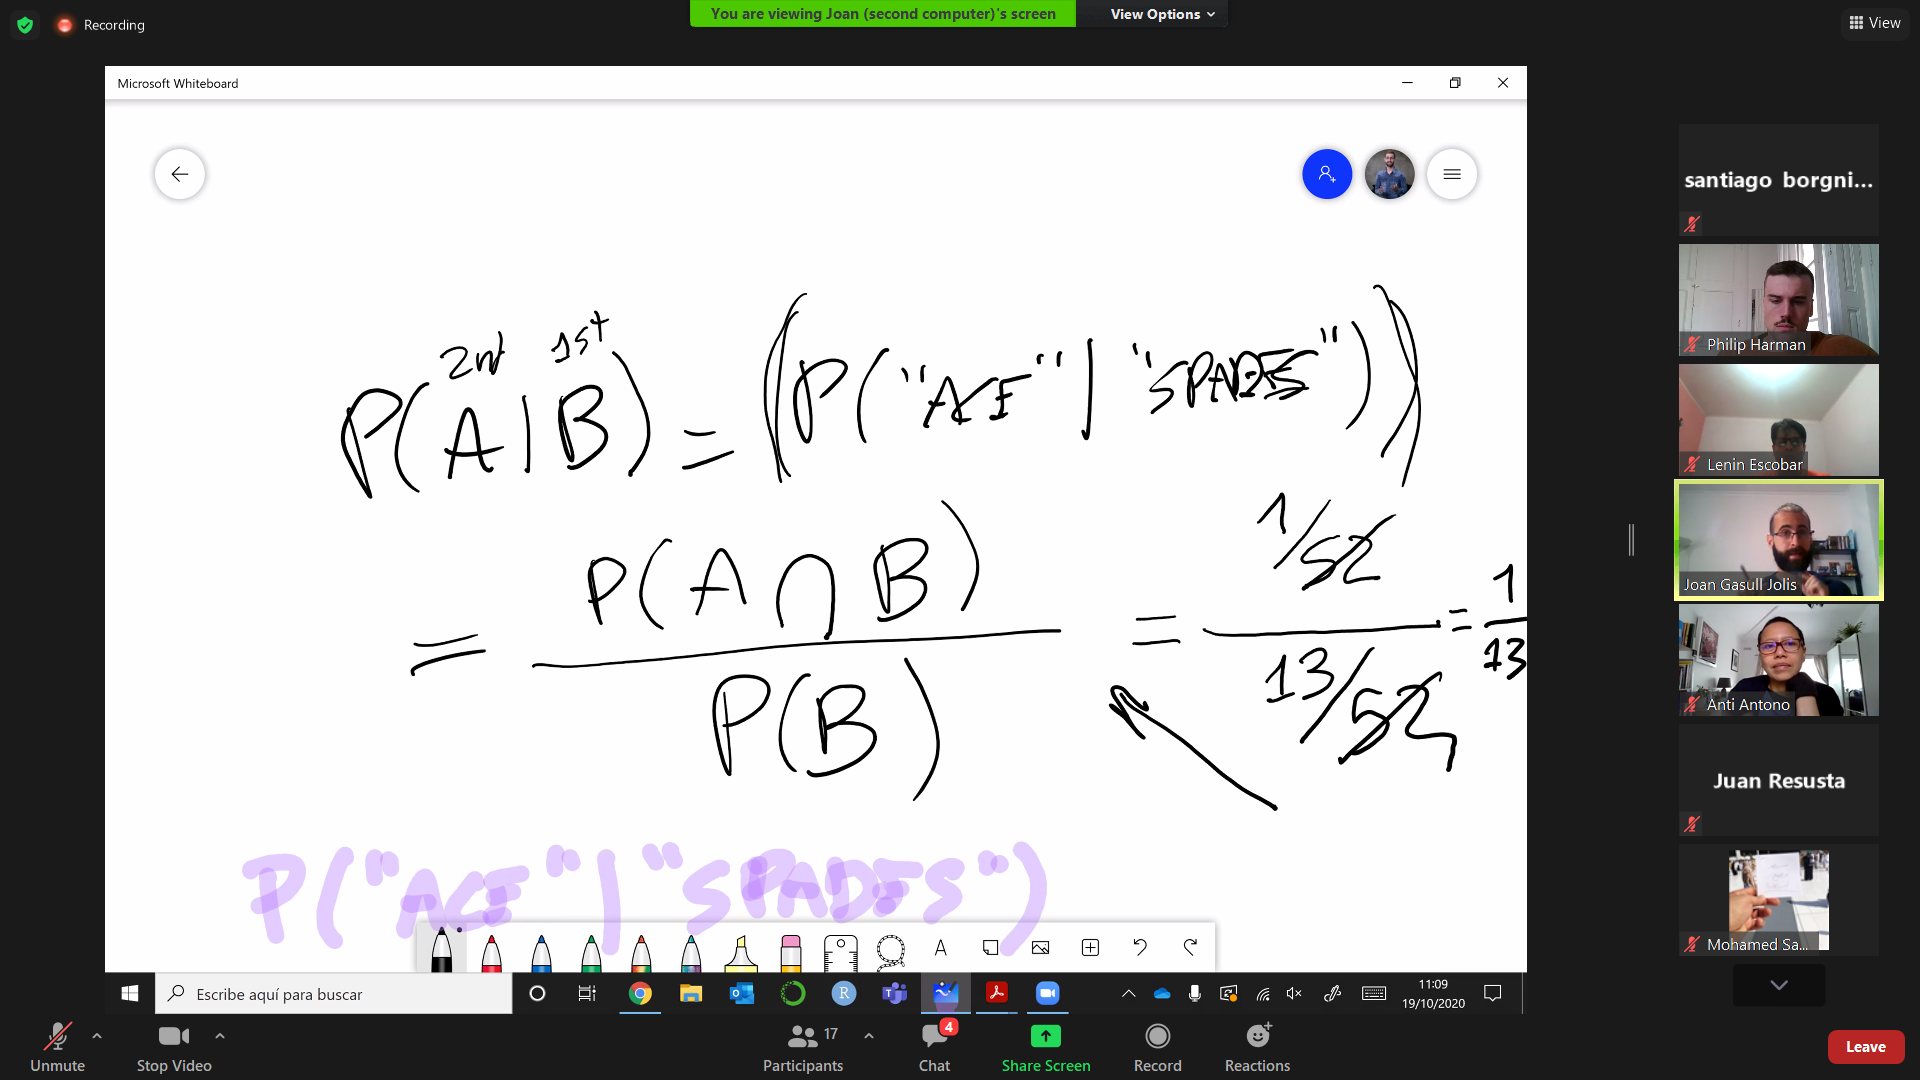 You are viewing Joan (second computer)'s screen
View Options
Recording
View
Microsoft Whiteboard
2nd 1st
P(A|B) = (P("ACE" | "SPADES"))
= P(A ∩ B) / P(B) = 1/52 / 13/52 = 1/13
P("ACE" | "SPADES")
A
Escribe aquí para buscar
R
11:09
19/10/2020
santiago borgni...
Philip Harman
Lenin Escobar
Joan Gasull Jolis
Anti Antono
Juan Resusta
Mohamed Sa...
Unmute
Stop Video
Participants
17
Chat
4
Share Screen
Record
Reactions
Leave